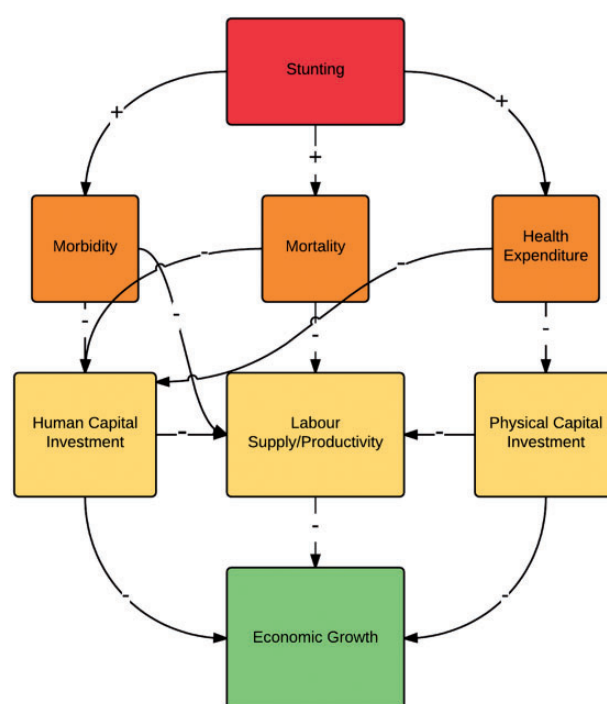 Stunting
+
+
+
Morbidity
Mortality
Health
Expenditure
-
-
-
-
-
-
Human Capital
Investment
Labour
Supply/Productivity
Physical Capital
Investment
-
-
-
-
-
Economic Growth